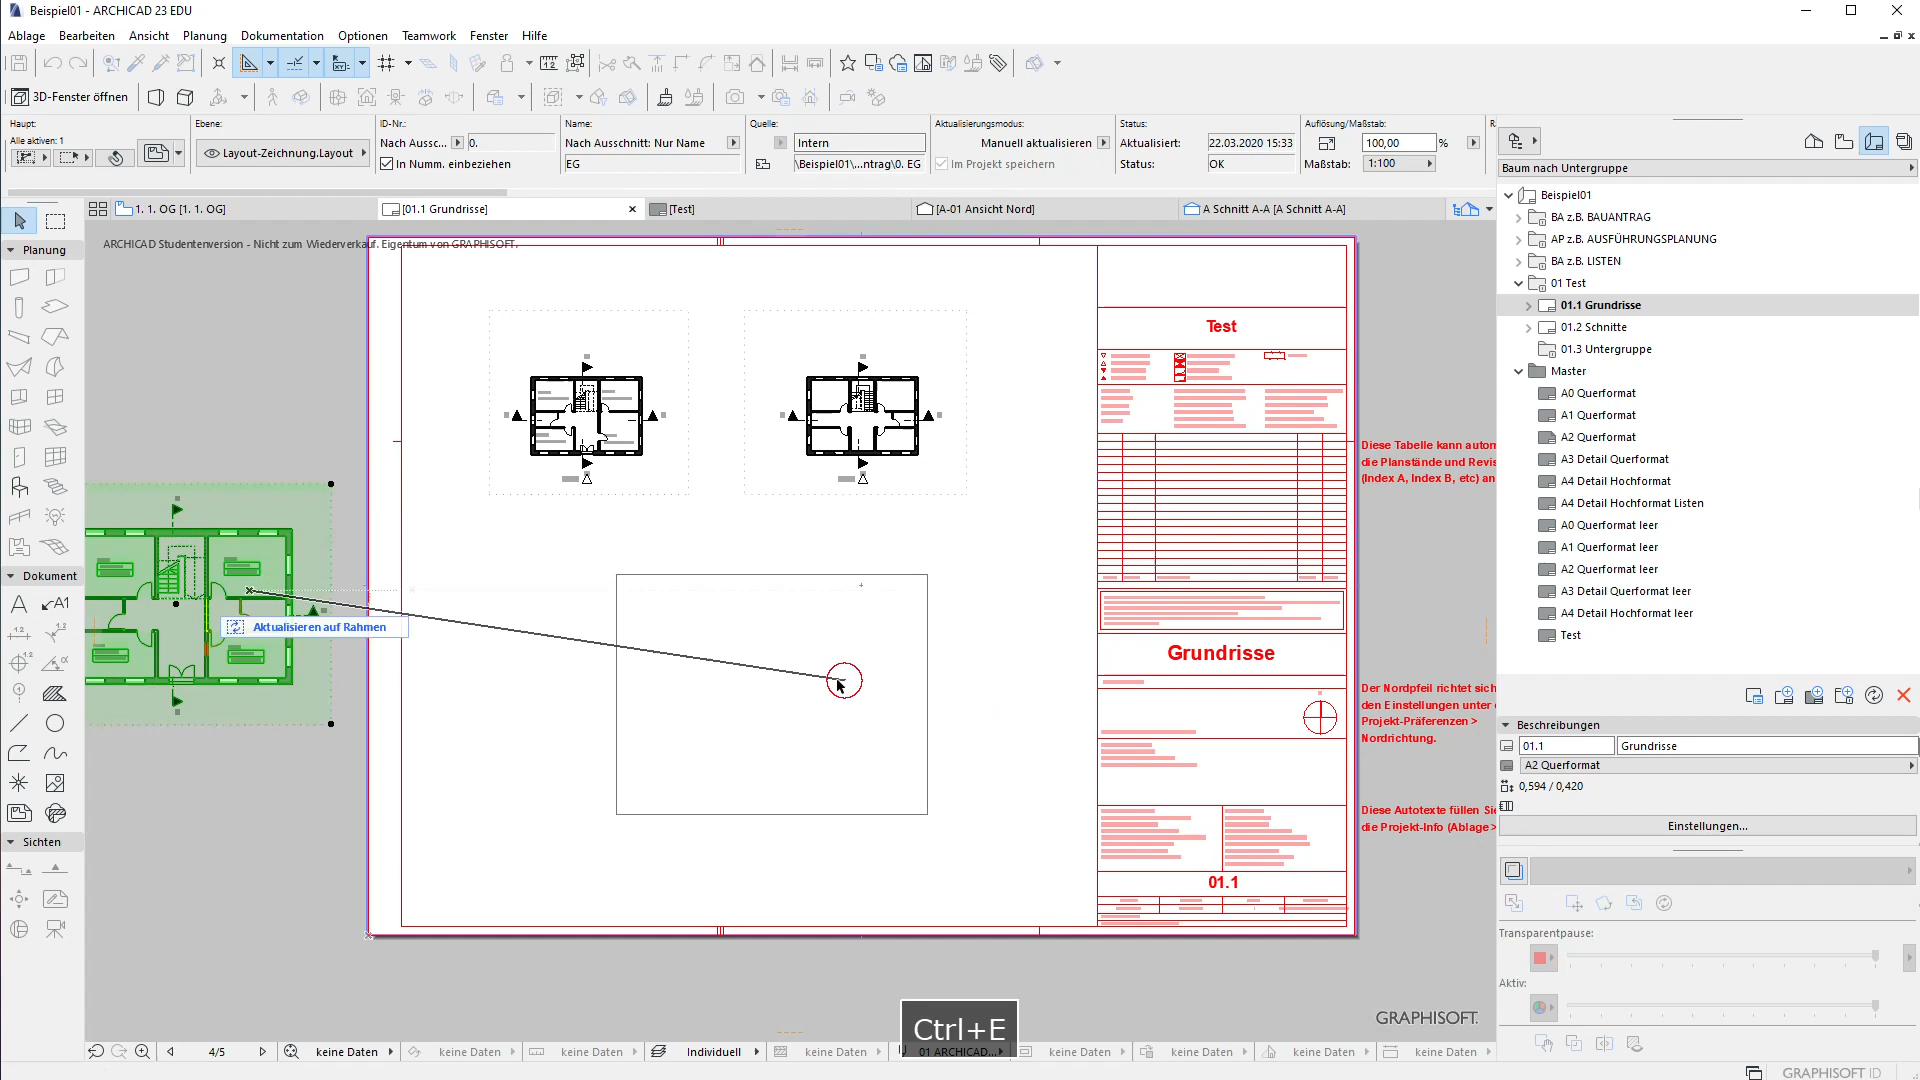 Beispiel01 - ARCHICAD 23 EDU
Ablage Bearbeiten Ansicht Planung Dokumentation Optionen Teamwork Fenster Hilfe
3D-Fenster öffnen
Haupt:
Alle aktiven: 1
Ebene:
Layout-Zeichnung.Layout
ID-Nr.:
Nach Aussc...
0.
In Numm. einbeziehen
Name:
Nach Ausschnitt: Nur Name
EG
Quelle:
Intern
\Beispiel01\...ntrag\0. EG
Aktualisierungsmodus:
Manuell aktualisieren
Im Projekt speichern
Status:
Aktualisiert: 22.03.2020 15:33
Status: OK
Auflösung/Maßstab:
100,00 %
Maßstab: 1:100
1. 1. OG [1. 1. OG]
[01.1 Grundrisse]
[Test]
[A-01 Ansicht Nord]
A Schnitt A-A [A Schnitt A-A]
Planung
Dokument
A1
Sichten
ARCHICAD Studentenversion - Nicht zum Wiederverkauf. Eigentum von GRAPHISOFT.
Aktualisieren auf Rahmen
Test
Grundrisse
01.1
Diese Tabelle kann autom
die Planstände und Revis
(Index A, Index B, etc) an
Der Nordpfeil richtet sich
den Einstellungen unter
Projekt-Präferenzen >
Nordrichtung.
Diese Autotexte füllen Sie
die Projekt-Info (Ablage >
GRAPHISOFT.
Ctrl+E
4/5
keine Daten
keine Daten
keine Daten
Individuell
keine Daten
01 ARCHICAD...
keine Daten
keine Daten
keine Daten
keine Daten
Baum nach Untergruppe
Beispiel01
BA z.B. BAUANTRAG
AP z.B. AUSFÜHRUNGSPLANUNG
BA z.B. LISTEN
01 Test
01.1 Grundrisse
01.2 Schnitte
01.3 Untergruppe
Master
A0 Querformat
A1 Querformat
A2 Querformat
A3 Detail Querformat
A4 Detail Hochformat
A4 Detail Hochformat Listen
A0 Querformat leer
A1 Querformat leer
A2 Querformat leer
A3 Detail Querformat leer
A4 Detail Hochformat leer
Test
Beschreibungen
01.1 Grundrisse
A2 Querformat
0,594 / 0,420
Einstellungen...
Transparentpause:
Aktiv:
GRAPHISOFT ID